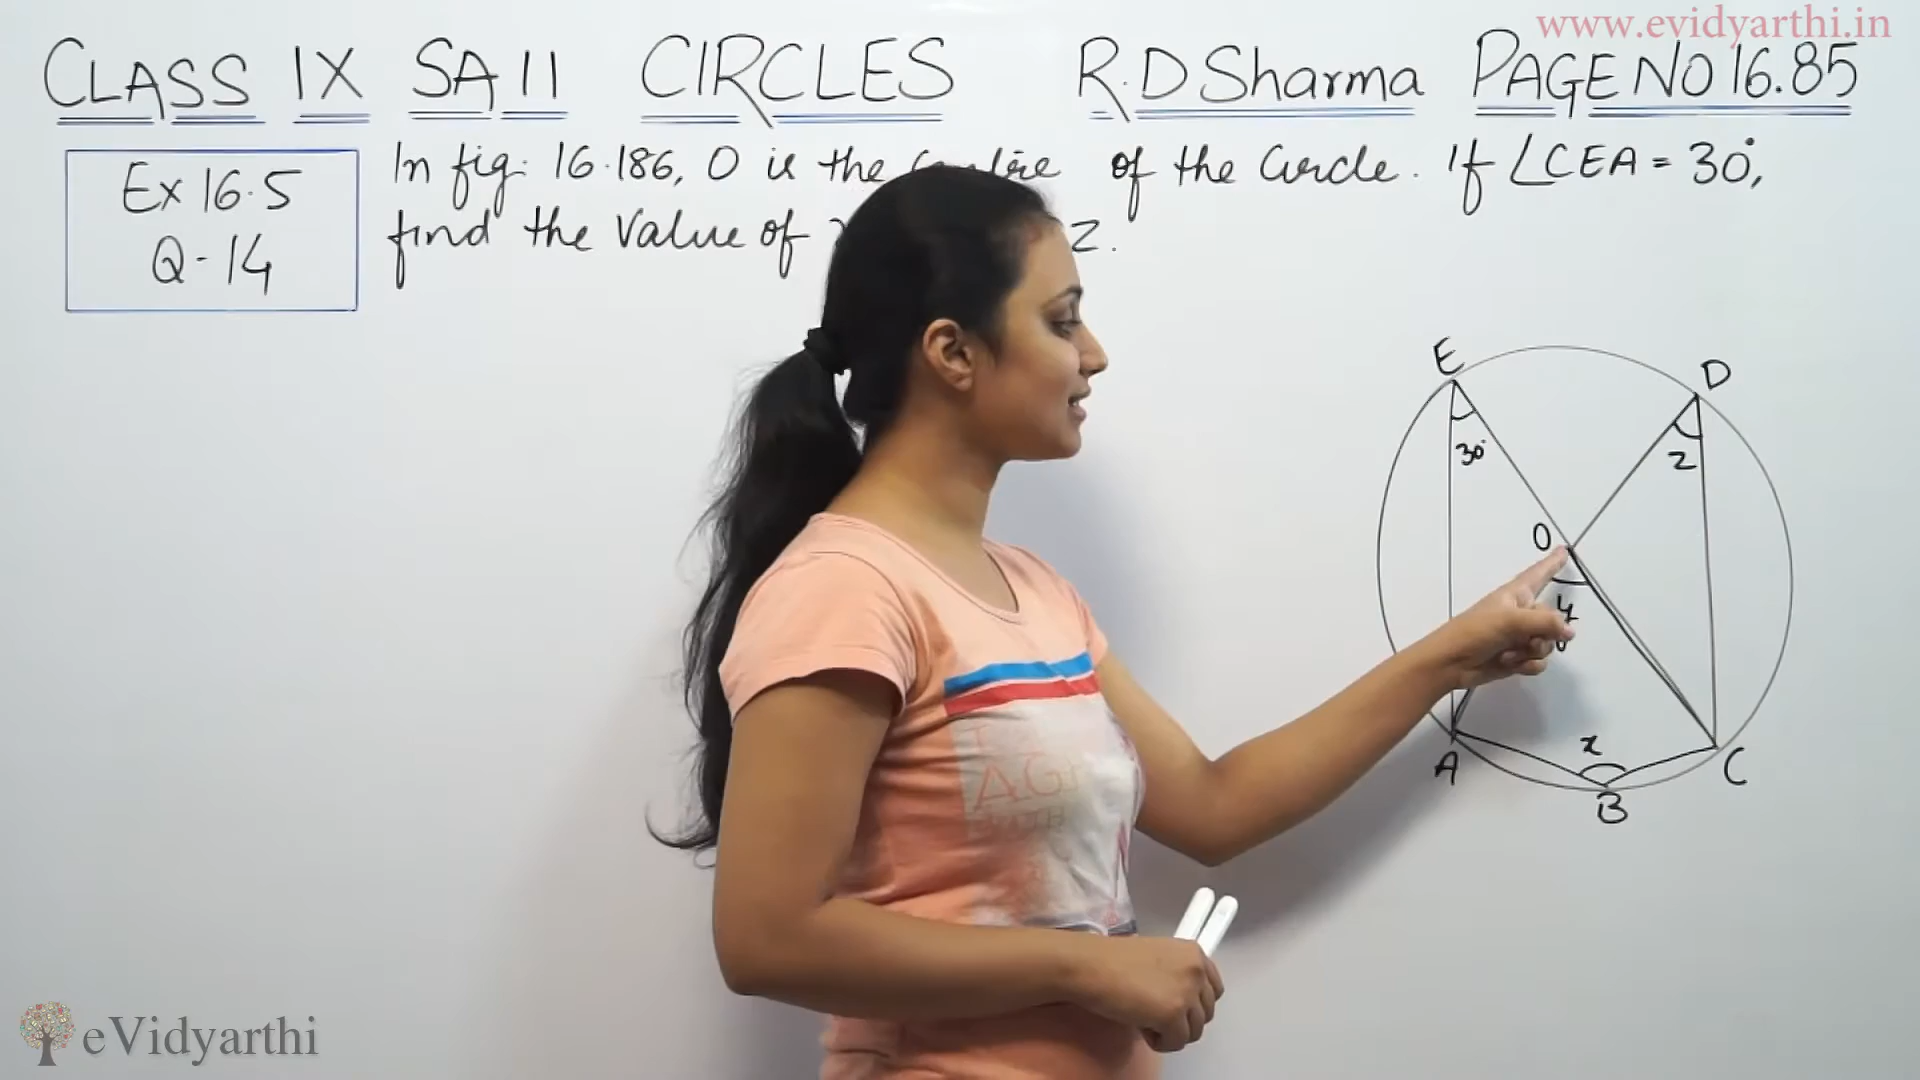 www.evidyarthi.in
CLASS IX SA II CIRCLES R.D Sharma PAGE NO 16.85
Ex 16.5
Q- 14
In fig. 16.186, O is the of the Circle. If ∠CEA = 30°,
find the Value of z.
E
D
30°
z
O
y
x
A
C
B
eVidyarthi